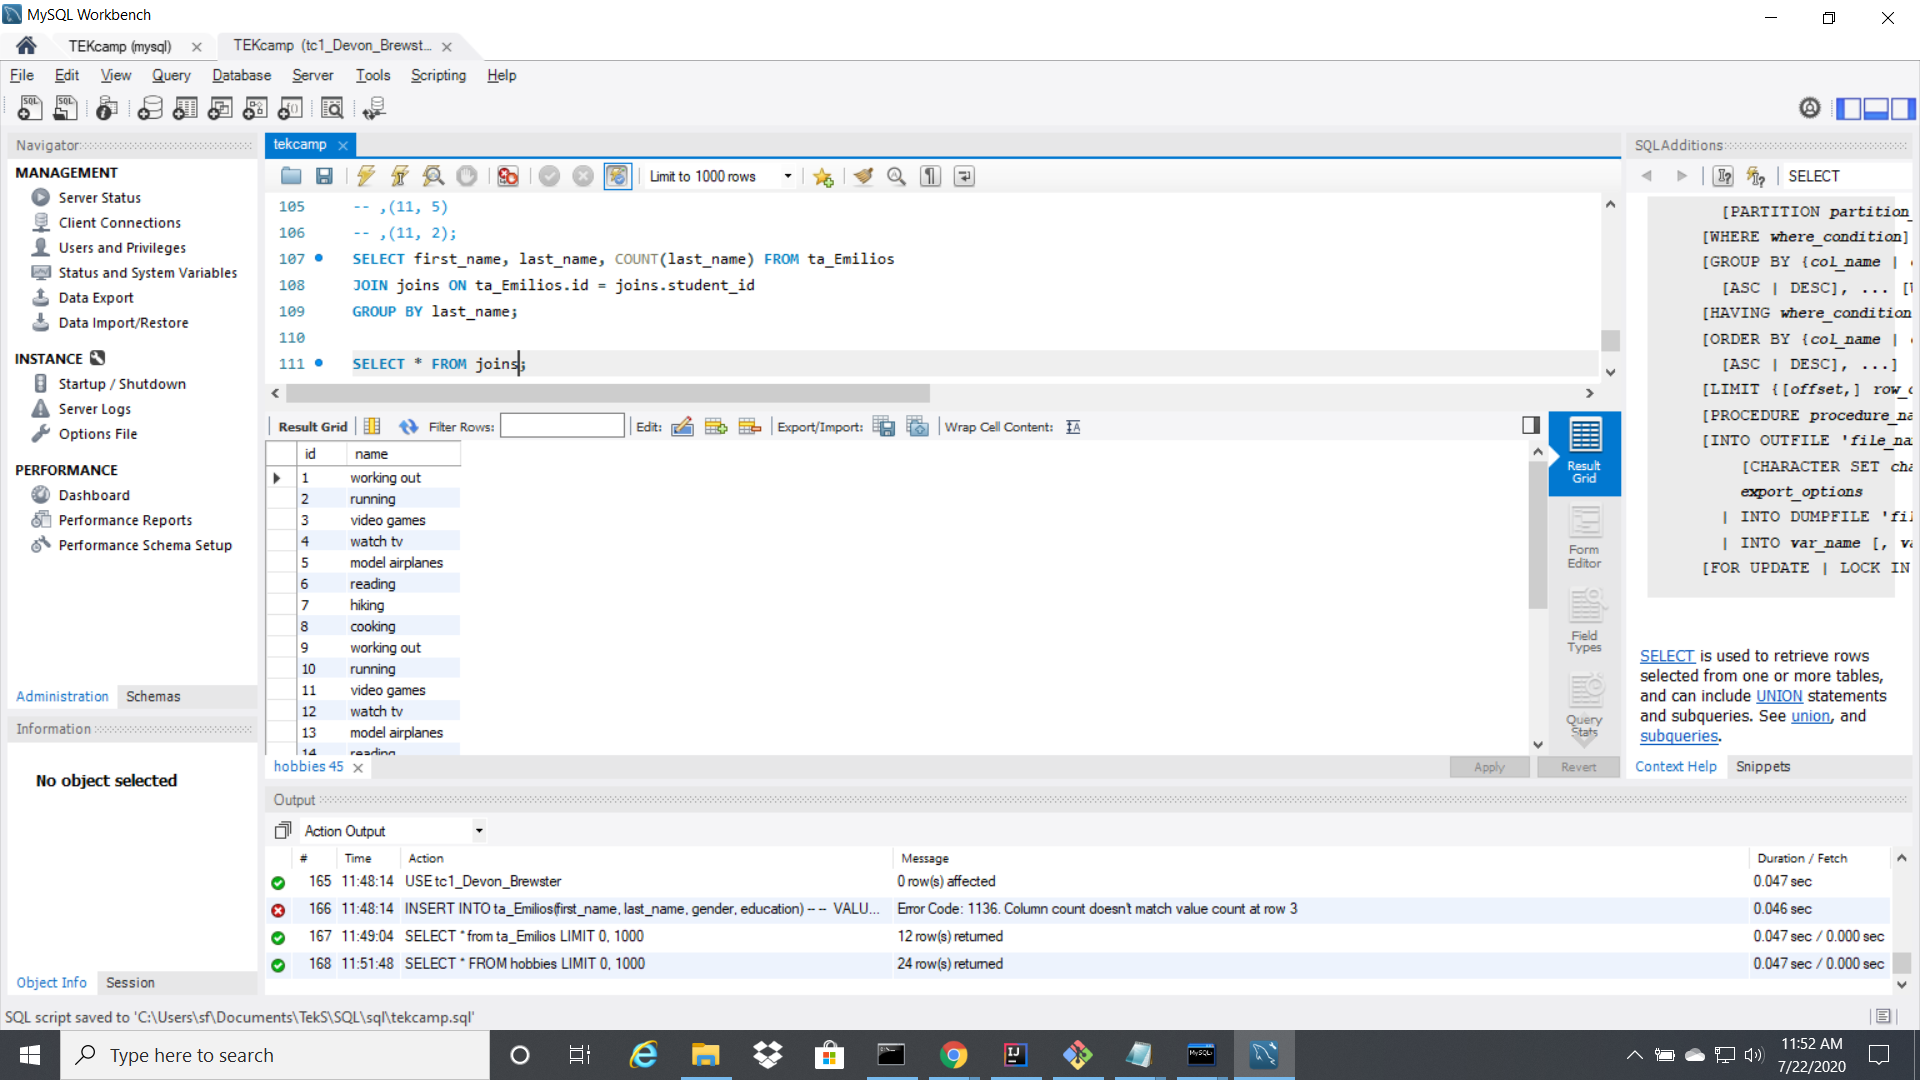 MySQL Workbench
TEKcamp (mysql)
TEKcamp (tc1_Devon_Brewst...
File Edit View Query Database Server Tools Scripting Help
Navigator
MANAGEMENT
Server Status
Client Connections
Users and Privileges
Status and System Variables
Data Export
Data Import/Restore
INSTANCE
Startup / Shutdown
Server Logs
Options File
PERFORMANCE
Dashboard
Performance Reports
Performance Schema Setup
Administration Schemas
Information
No object selected
Object Info Session
tekcamp
Limit to 1000 rows
105 -- ,(11, 5)
106 -- ,(11, 2);
107 SELECT first_name, last_name, COUNT(last_name) FROM ta_Emilios
108 JOIN joins ON ta_Emilios.id = joins.student_id
109 GROUP BY last_name;
110
111 SELECT * FROM joins;
Result Grid Filter Rows: Edit: Export/Import: Wrap Cell Content:
id name
1 working out
2 running
3 video games
4 watch tv
5 model airplanes
6 reading
7 hiking
8 cooking
9 working out
10 running
11 video games
12 watch tv
13 model airplanes
14 reading
Result Grid
Form Editor
Field Types
Query Stats
hobbies 45
Apply Revert
Output
Action Output
# Time Action Message Duration / Fetch
165 11:48:14 USE tc1_Devon_Brewster 0 row(s) affected 0.047 sec
166 11:48:14 INSERT INTO ta_Emilios(first_name, last_name, gender, education) -- -- VALU... Error Code: 1136. Column count doesn't match value count at row 3 0.046 sec
167 11:49:04 SELECT * from ta_Emilios LIMIT 0, 1000 12 row(s) returned 0.047 sec / 0.000 sec
168 11:51:48 SELECT * FROM hobbies LIMIT 0, 1000 24 row(s) returned 0.047 sec / 0.000 sec
SQLAdditions
SELECT
[PARTITION partition_
[WHERE where_condition]
[GROUP BY {col_name |
[ASC | DESC], ... [
[HAVING where_condition
[ORDER BY {col_name |
[ASC | DESC], ...]
[LIMIT {[offset,] row_c
[PROCEDURE procedure_na
[INTO OUTFILE 'file_na
[CHARACTER SET cha
export_options
| INTO DUMPFILE 'fil
| INTO var_name [, va
[FOR UPDATE | LOCK IN
SELECT is used to retrieve rows
selected from one or more tables,
and can include UNION statements
and subqueries. See union, and
subqueries.
Context Help Snippets
SQL script saved to 'C:\Users\sf\Documents\TekS\SQL\sql\tekcamp.sql'
Type here to search
11:52 AM
7/22/2020